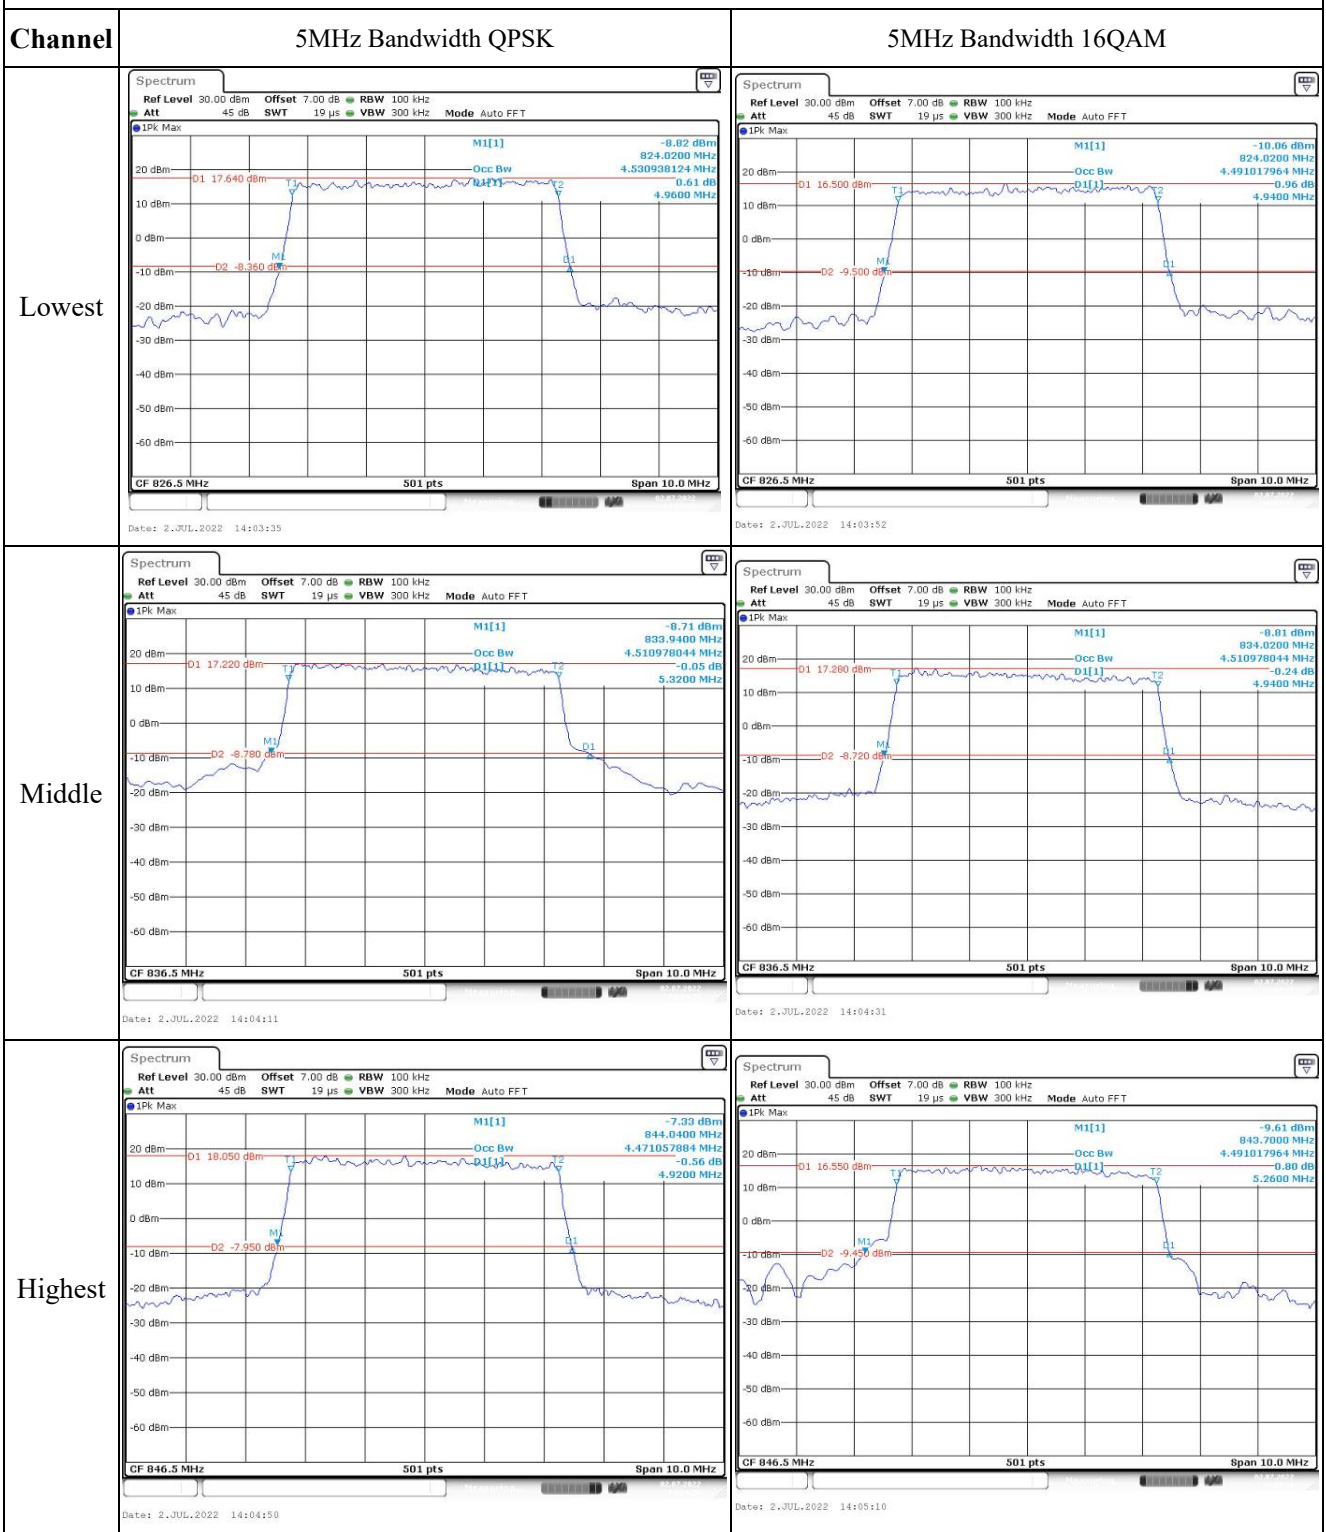 Channel 5MHz Bandwidth QPSK 5MHz Bandwidth 16QAM
Lowest
Spectrum
Ref Level 30.00 dBm Offset 7.00 dB RBW 100 kHz
Att 45 dB SWT 19 µs VBW 300 kHz Mode Auto FFT
1Pk Max
M1[1] -8.82 dBm
824.0200 MHz
20 dBm Occ Bw 4.530938124 MHz
D1 17.640 dBm T1 D1[1] T2 0.61 dB
4.9600 MHz
10 dBm
0 dBm
M1 D1
D2 -8.360 dBm
-10 dBm
-20 dBm
-30 dBm
-40 dBm
-50 dBm
-60 dBm
CF 826.5 MHz 501 pts Span 10.0 MHz
Date: 2.JUL.2022 14:03:35
Spectrum
Ref Level 30.00 dBm Offset 7.00 dB RBW 100 kHz
Att 45 dB SWT 19 µs VBW 300 kHz Mode Auto FFT
1Pk Max
M1[1] -10.06 dBm
824.0200 MHz
20 dBm Occ Bw 4.491017964 MHz
D1 16.500 dBm T1 D1[1] T2 0.96 dB
4.9400 MHz
10 dBm
0 dBm
M1 D1
-10 dBm D2 -9.500 dBm
-20 dBm
-30 dBm
-40 dBm
-50 dBm
-60 dBm
CF 826.5 MHz 501 pts Span 10.0 MHz
Date: 2.JUL.2022 14:03:52
Middle
Spectrum
Ref Level 30.00 dBm Offset 7.00 dB RBW 100 kHz
Att 45 dB SWT 19 µs VBW 300 kHz Mode Auto FFT
1Pk Max
M1[1] -8.71 dBm
833.9400 MHz
20 dBm Occ Bw 4.510978044 MHz
D1 17.220 dBm T1 D1[1] T2 -0.05 dB
5.3200 MHz
10 dBm
0 dBm
M1 D1
D2 -8.780 dBm
-10 dBm
-20 dBm
-30 dBm
-40 dBm
-50 dBm
-60 dBm
CF 836.5 MHz 501 pts Span 10.0 MHz
Date: 2.JUL.2022 14:04:11
Spectrum
Ref Level 30.00 dBm Offset 7.00 dB RBW 100 kHz
Att 45 dB SWT 19 µs VBW 300 kHz Mode Auto FFT
1Pk Max
M1[1] -8.81 dBm
834.0200 MHz
20 dBm Occ Bw 4.510978044 MHz
D1 17.280 dBm T1 D1[1] T2 -0.24 dB
4.9400 MHz
10 dBm
0 dBm
M1 D1
D2 -8.720 dBm
-10 dBm
-20 dBm
-30 dBm
-40 dBm
-50 dBm
-60 dBm
CF 836.5 MHz 501 pts Span 10.0 MHz
Date: 2.JUL.2022 14:04:31
Highest
Spectrum
Ref Level 30.00 dBm Offset 7.00 dB RBW 100 kHz
Att 45 dB SWT 19 µs VBW 300 kHz Mode Auto FFT
1Pk Max
M1[1] -7.33 dBm
844.0400 MHz
20 dBm Occ Bw 4.471057884 MHz
D1 18.050 dBm T1 D1[1] T2 -0.56 dB
4.9200 MHz
10 dBm
0 dBm
M1 D1
D2 -7.950 dBm
-10 dBm
-20 dBm
-30 dBm
-40 dBm
-50 dBm
-60 dBm
CF 846.5 MHz 501 pts Span 10.0 MHz
Date: 2.JUL.2022 14:04:50
Spectrum
Ref Level 30.00 dBm Offset 7.00 dB RBW 100 kHz
Att 45 dB SWT 19 µs VBW 300 kHz Mode Auto FFT
1Pk Max
M1[1] -9.61 dBm
843.7000 MHz
20 dBm Occ Bw 4.491017964 MHz
D1 16.550 dBm T1 D1[1] T2 0.80 dB
5.2600 MHz
10 dBm
0 dBm
M1 D1
-10 dBm D2 -9.450 dBm
-20 dBm
-30 dBm
-40 dBm
-50 dBm
-60 dBm
CF 846.5 MHz 501 pts Span 10.0 MHz
Date: 2.JUL.2022 14:05:10